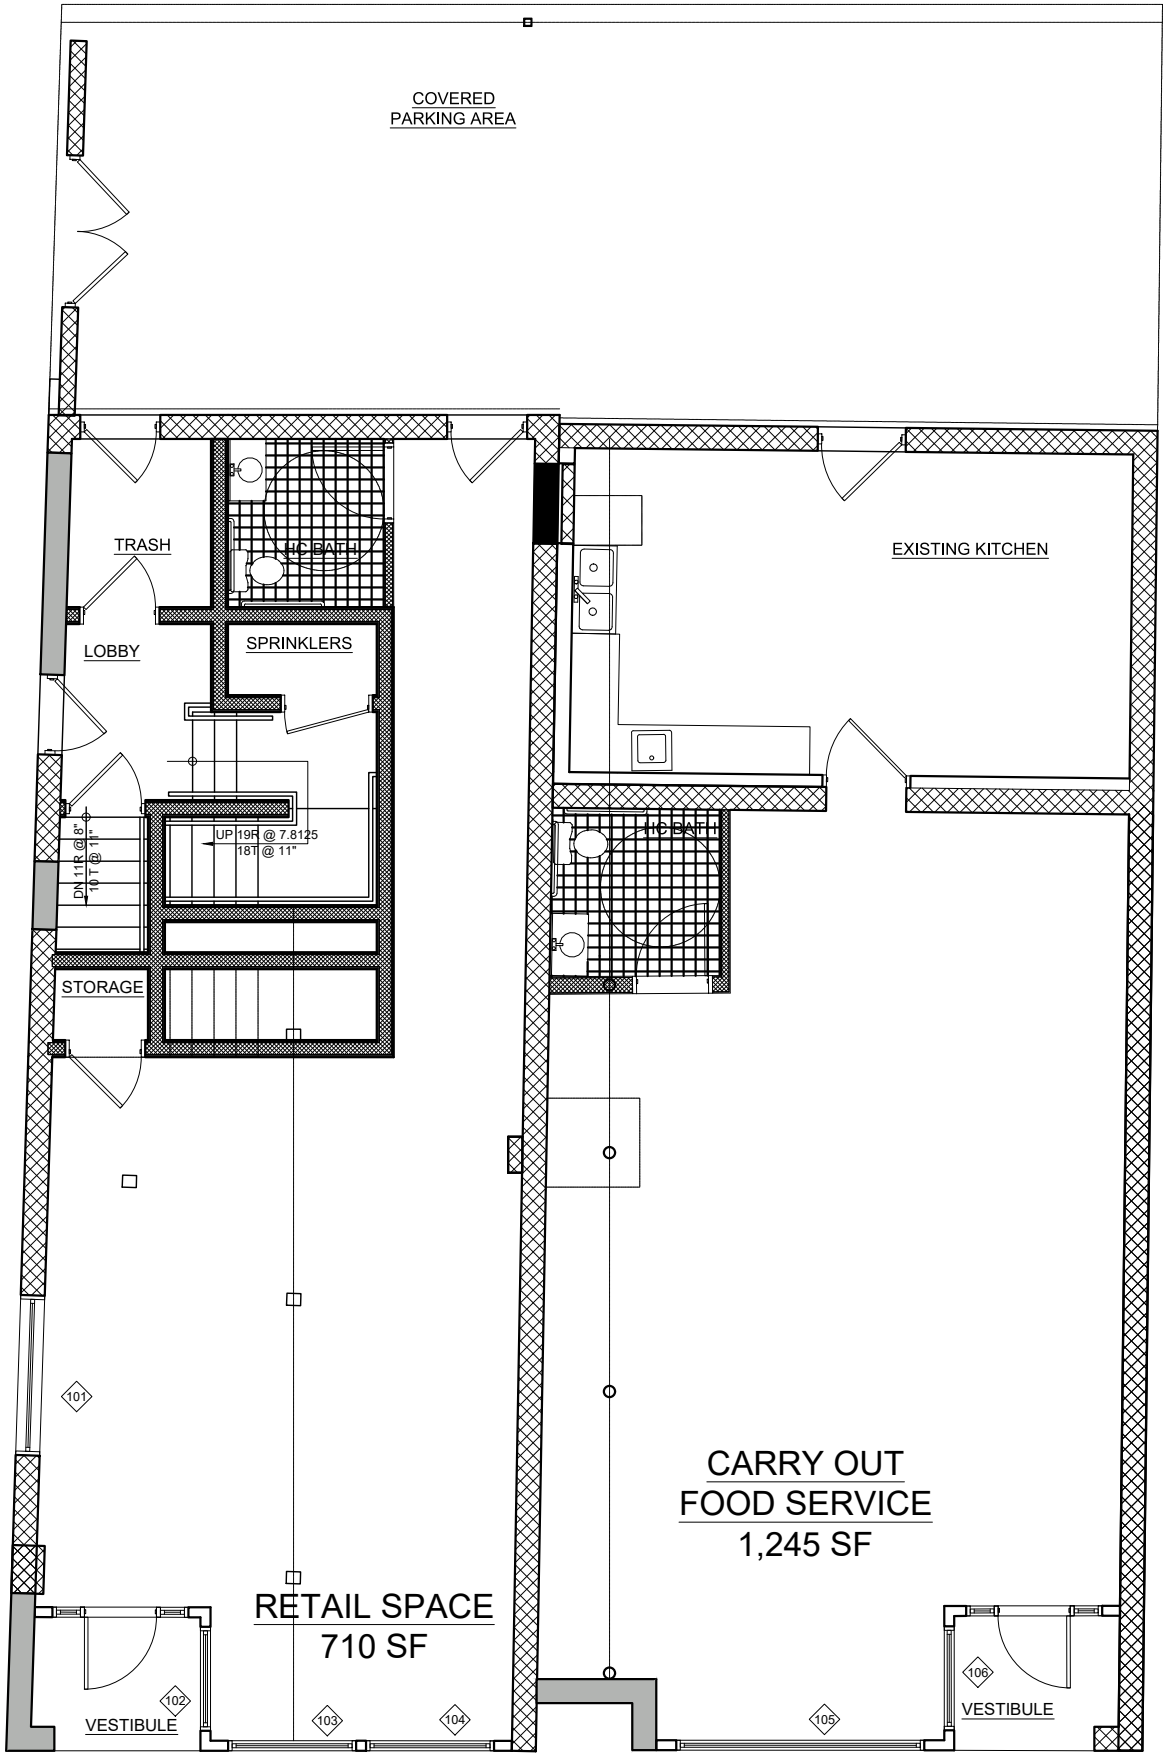 COVERED
PARKING AREA
TRASH
HC BATH
EXISTING KITCHEN
LOBBY
SPRINKLERS
UP 19R @ 7.8125
18T @ 11"
HC BATH
DN 11R @ 8"
10 T @ 11"
STORAGE
101
CARRY OUT
FOOD SERVICE
1,245 SF
RETAIL SPACE
710 SF
102
VESTIBULE
103
104
105
106
VESTIBULE